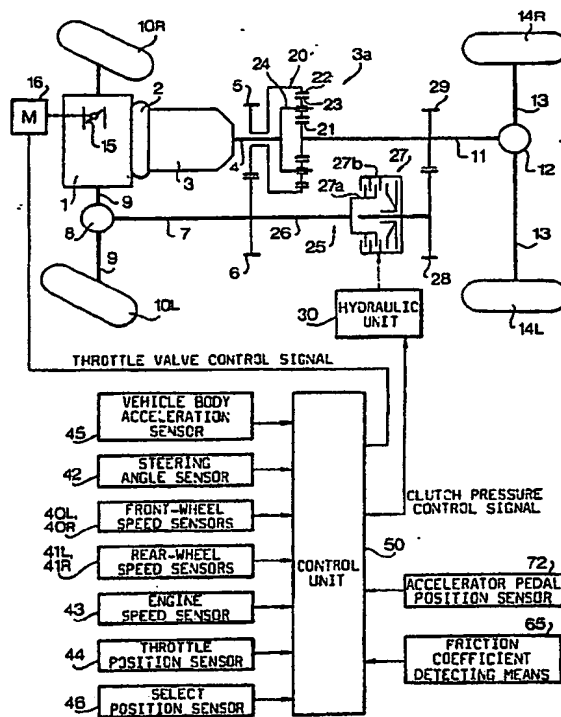 10R
14R
16
2
5
24
20
22
3a
23
21
29
M
15
13
3
4
27b
27
11
12
1
9
27a
8
7
26
25
13
9
6
28
10L
30
HYDRAULIC
UNIT
14L
THROTTLE VALVE CONTROL SIGNAL
VEHICLE BODY
ACCELERATION
SENSOR
45
STEERING
ANGLE SENSOR
42
CLUTCH PRESSURE
CONTROL SIGNAL
40L,
40R
FRONT-WHEEL
SPEED SENSORS
50
41L,
41R
REAR-WHEEL
SPEED SENSORS
CONTROL
UNIT
72
ACCELERATOR PEDAL
POSITION SENSOR
ENGINE
SPEED SENSOR
43
65
THROTTLE
POSITION SENSOR
44
FRICTION
COEFFICIENT
DETECTING MEANS
SELECT
POSITION SENSOR
46